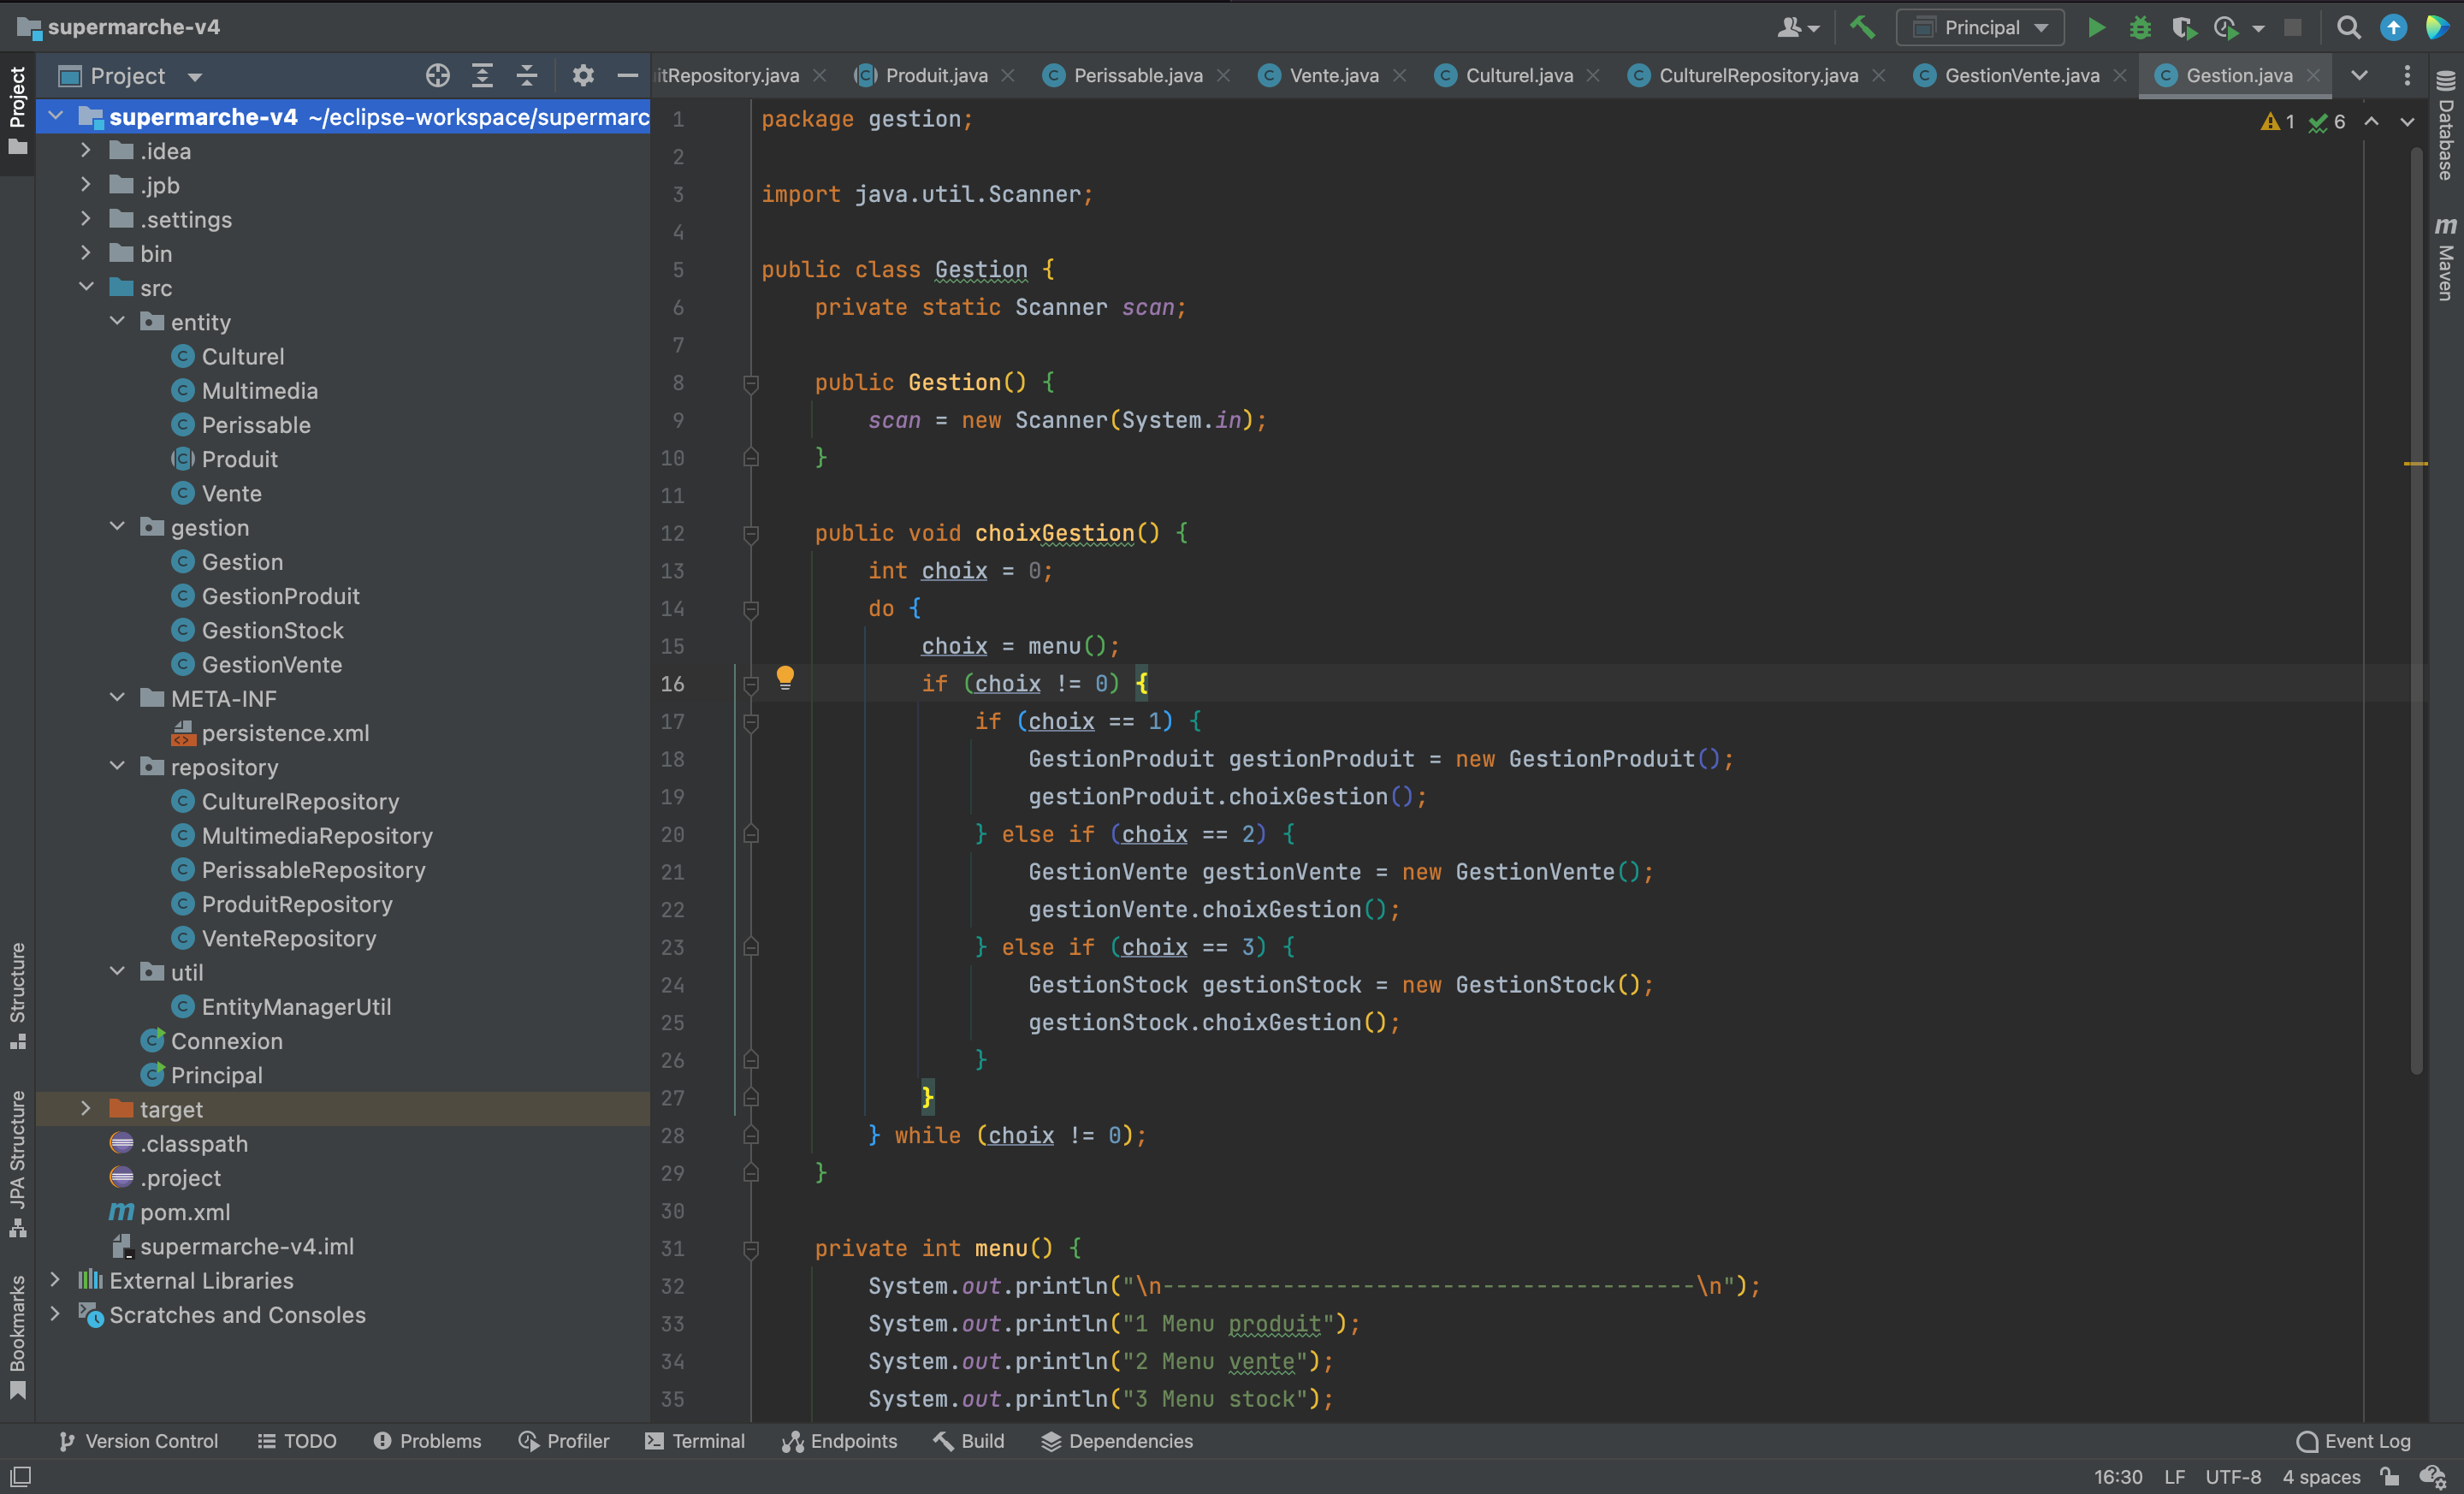 supermarche-v4
Principal
Project
itRepository.java
Produit.java
Perissable.java
Vente.java
Culturel.java
CulturelRepository.java
GestionVente.java
Gestion.java
Project
Structure
JPA Structure
Bookmarks
supermarche-v4 ~/eclipse-workspace/supermarc
.idea
.jpb
.settings
bin
src
entity
Culturel
Multimedia
Perissable
Produit
Vente
gestion
Gestion
GestionProduit
GestionStock
GestionVente
META-INF
persistence.xml
repository
CulturelRepository
MultimediaRepository
PerissableRepository
ProduitRepository
VenteRepository
util
EntityManagerUtil
Connexion
Principal
target
.classpath
.project
pom.xml
supermarche-v4.iml
External Libraries
Scratches and Consoles
1 package gestion;
2
3 import java.util.Scanner;
4
5 public class Gestion {
6 private static Scanner scan;
7
8 public Gestion() {
9 scan = new Scanner(System.in);
10 }
11
12 public void choixGestion() {
13 int choix = 0;
14 do {
15 choix = menu();
16 if (choix != 0) {
17 if (choix == 1) {
18 GestionProduit gestionProduit = new GestionProduit();
19 gestionProduit.choixGestion();
20 } else if (choix == 2) {
21 GestionVente gestionVente = new GestionVente();
22 gestionVente.choixGestion();
23 } else if (choix == 3) {
24 GestionStock gestionStock = new GestionStock();
25 gestionStock.choixGestion();
26 }
27 }
28 } while (choix != 0);
29 }
30
31 private int menu() {
32 System.out.println("\n----------------------------------------\n");
33 System.out.println("1 Menu produit");
34 System.out.println("2 Menu vente");
35 System.out.println("3 Menu stock");
1 6
Database
Maven
Version Control
TODO
Problems
Profiler
Terminal
Endpoints
Build
Dependencies
Event Log
16:30 LF UTF-8 4 spaces